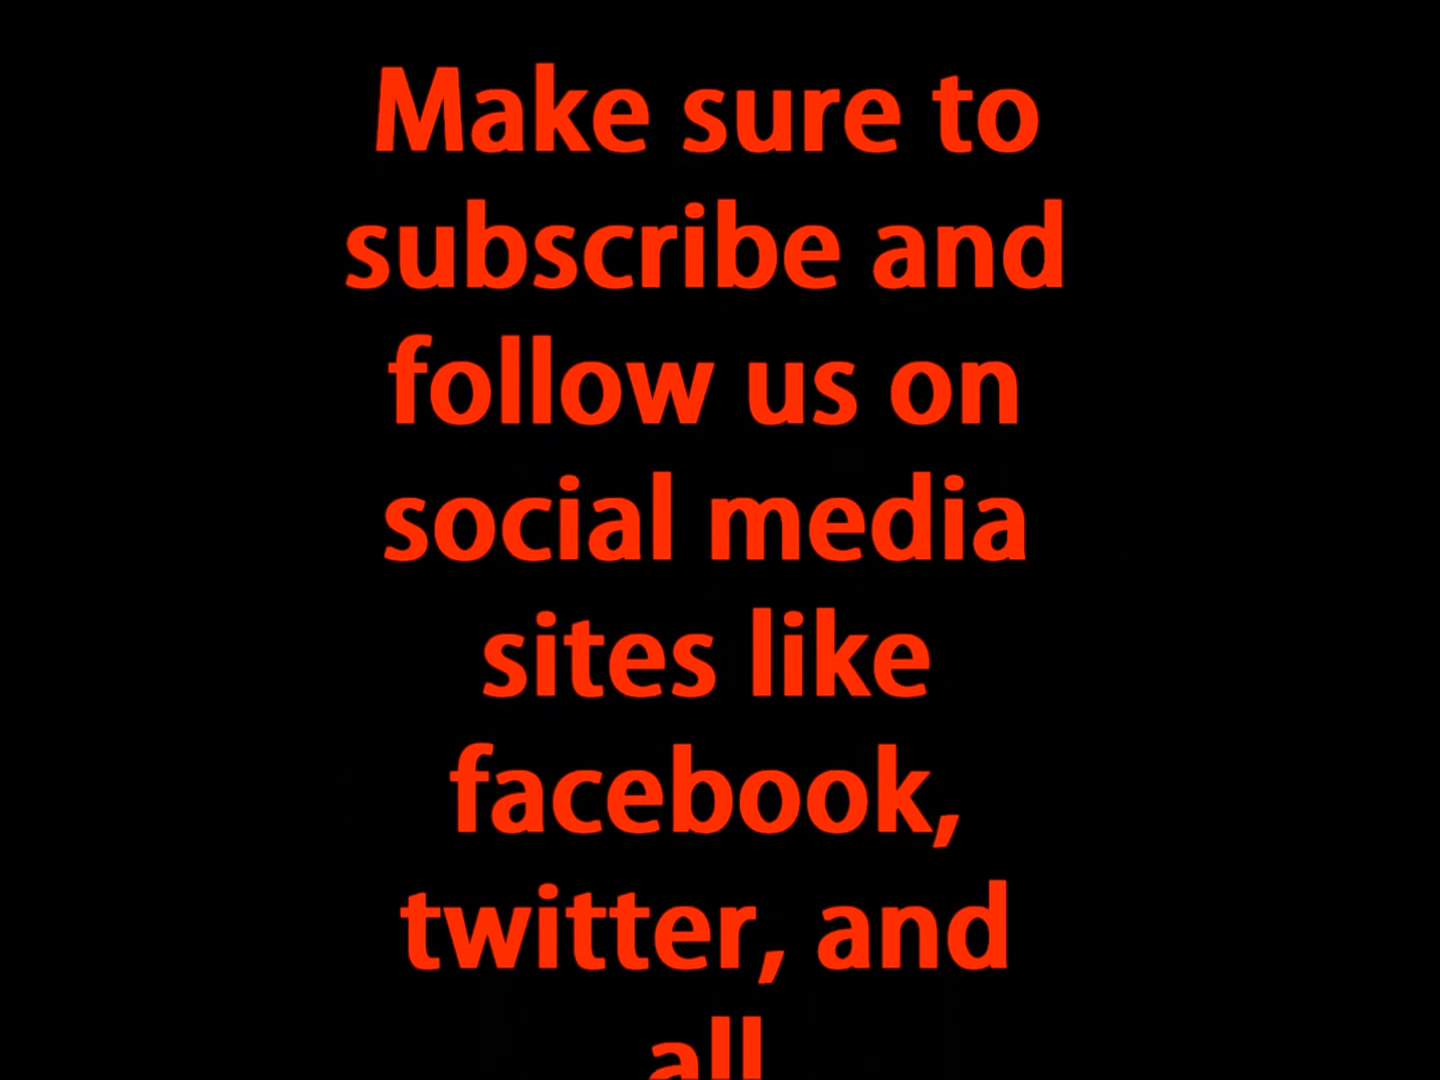 Make sure to
subscribe and
follow us on
social media
sites like
facebook,
twitter, and
all